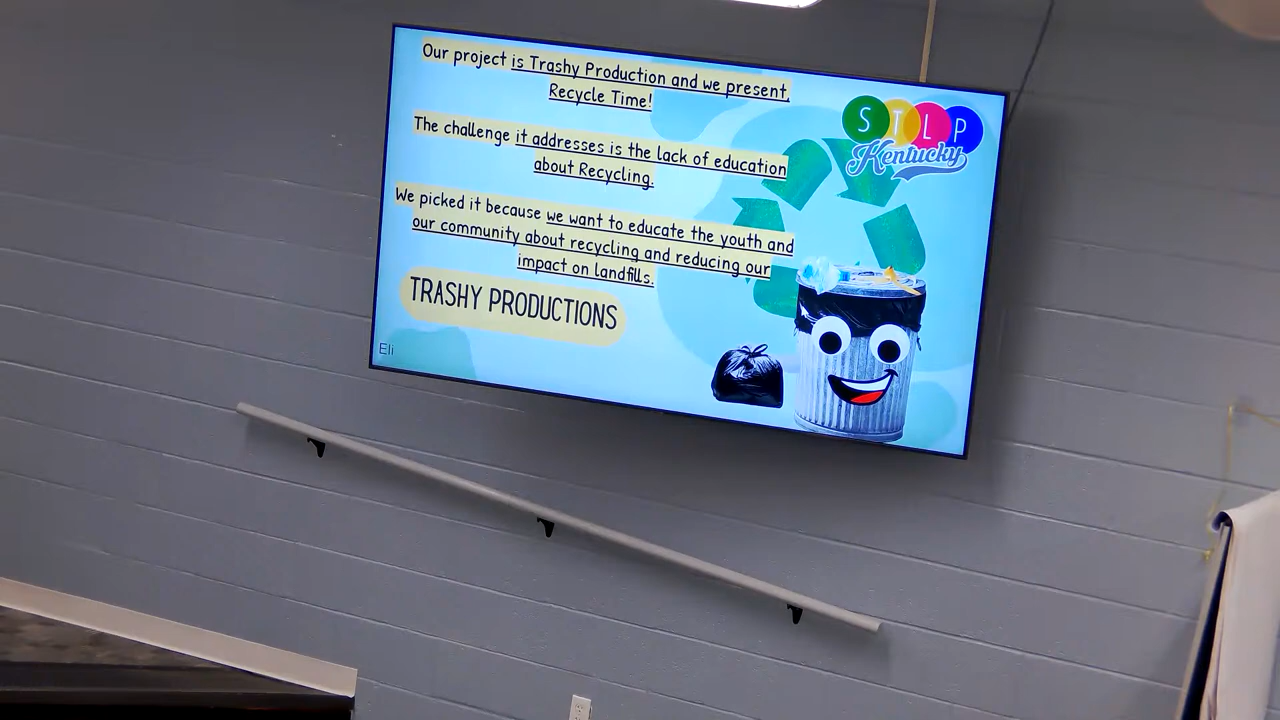 Our project is Trashy Production and we present,
Recycle Time!
The challenge it addresses is the lack of education
about Recycling.
We picked it because we want to educate the youth and
our community about recycling and reducing our
impact on landfills.
TRASHY PRODUCTIONS
Eli
STLP
Kentucky